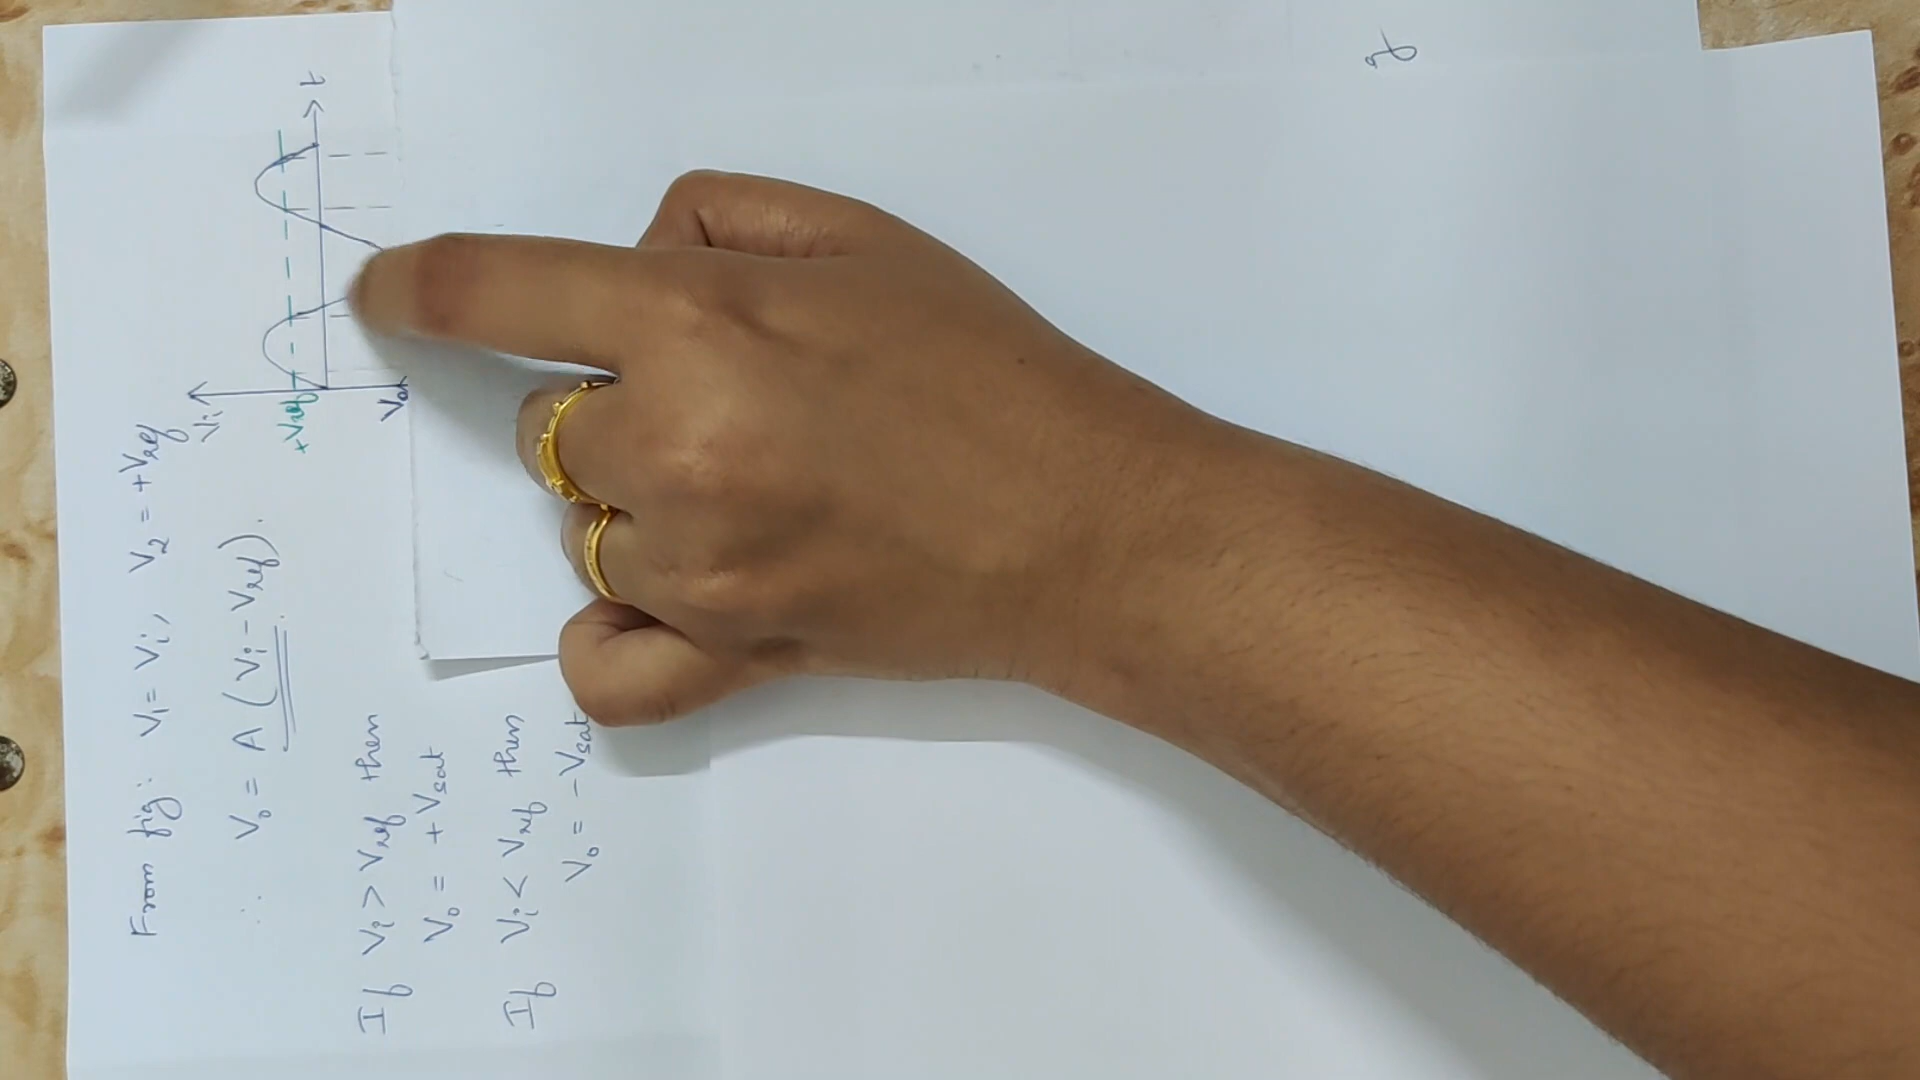 From fig: V1 = Vi, V2 = +Vref
∴ Vo = A (Vi - Vref).
If Vi > Vref then
Vo = + Vsat
If Vi < Vref then
Vo = - Vsat
Vi
+Vref
t
Vo